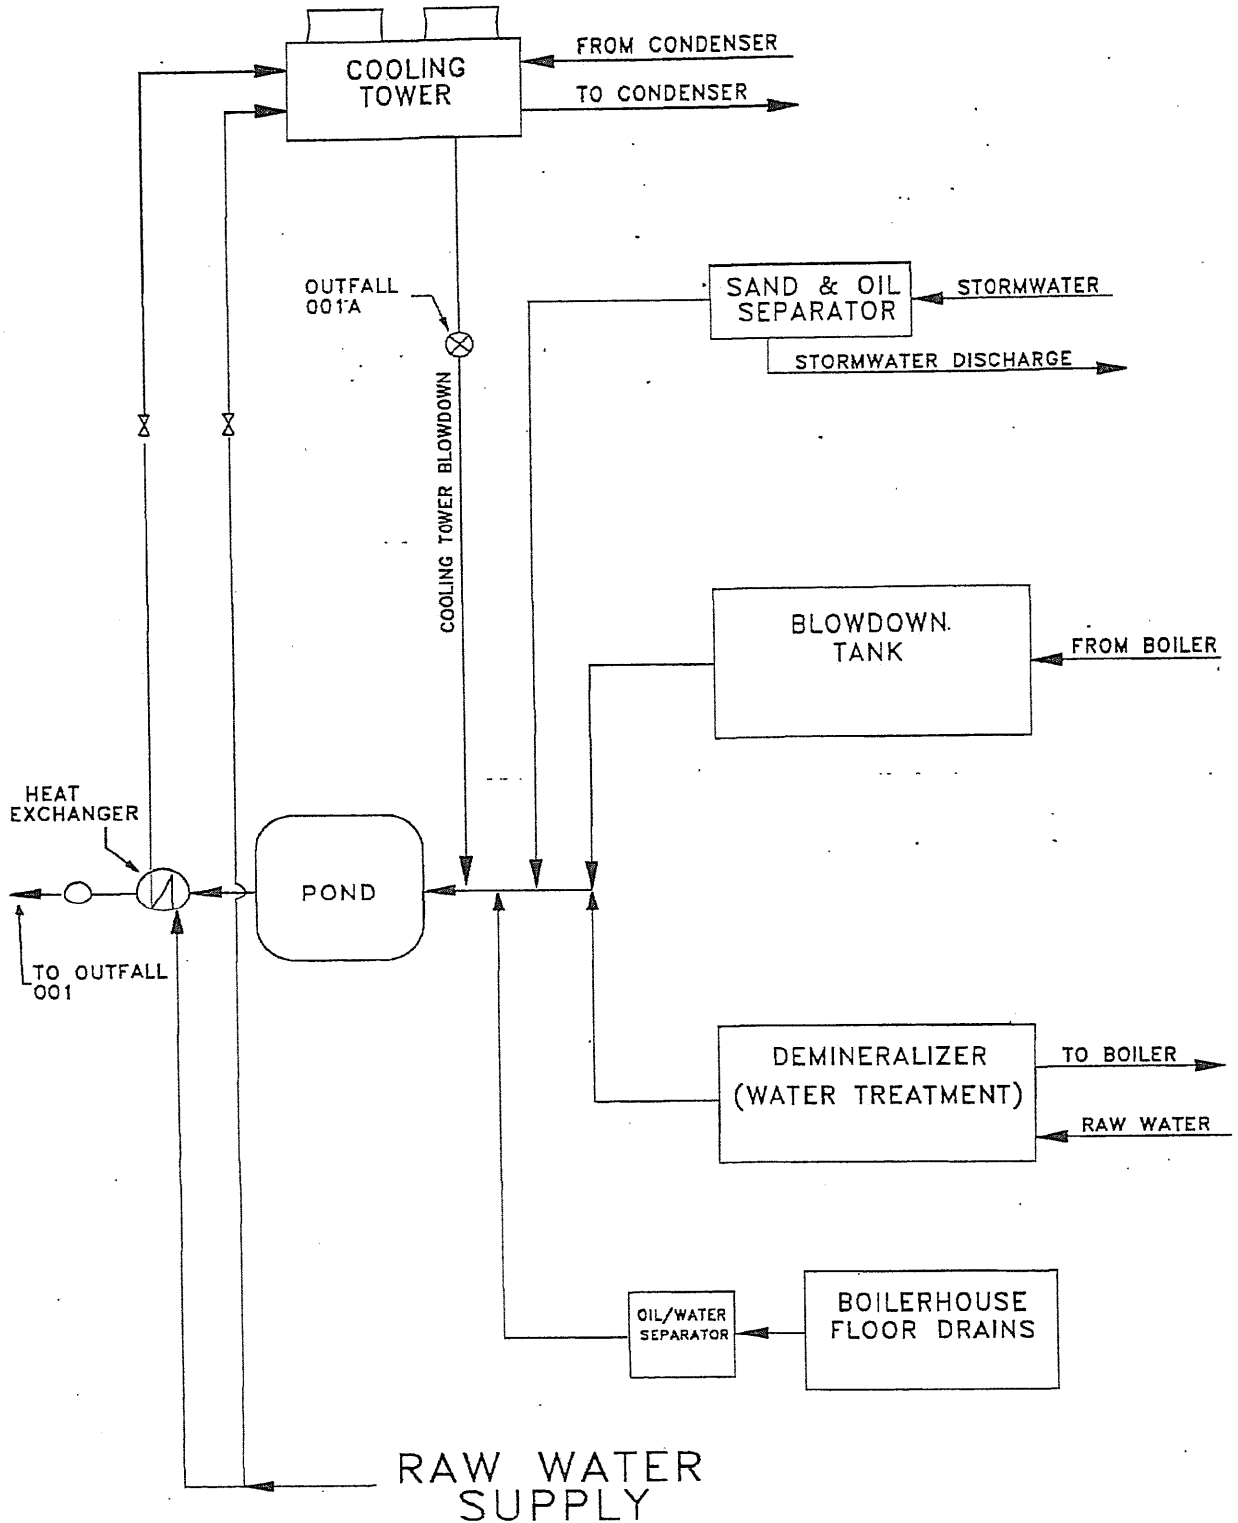 FROM CONDENSER
COOLING
TOWER
TO CONDENSER
OUTFALL
001A
SAND & OIL
SEPARATOR
STORMWATER
STORMWATER DISCHARGE
COOLING TOWER BLOWDOWN
BLOWDOWN
TANK
FROM BOILER
HEAT
EXCHANGER
POND
TO OUTFALL
001
DEMINERALIZER
(WATER TREATMENT)
TO BOILER
RAW WATER
OIL/WATER
SEPARATOR
BOILERHOUSE
FLOOR DRAINS
RAW WATER
SUPPLY